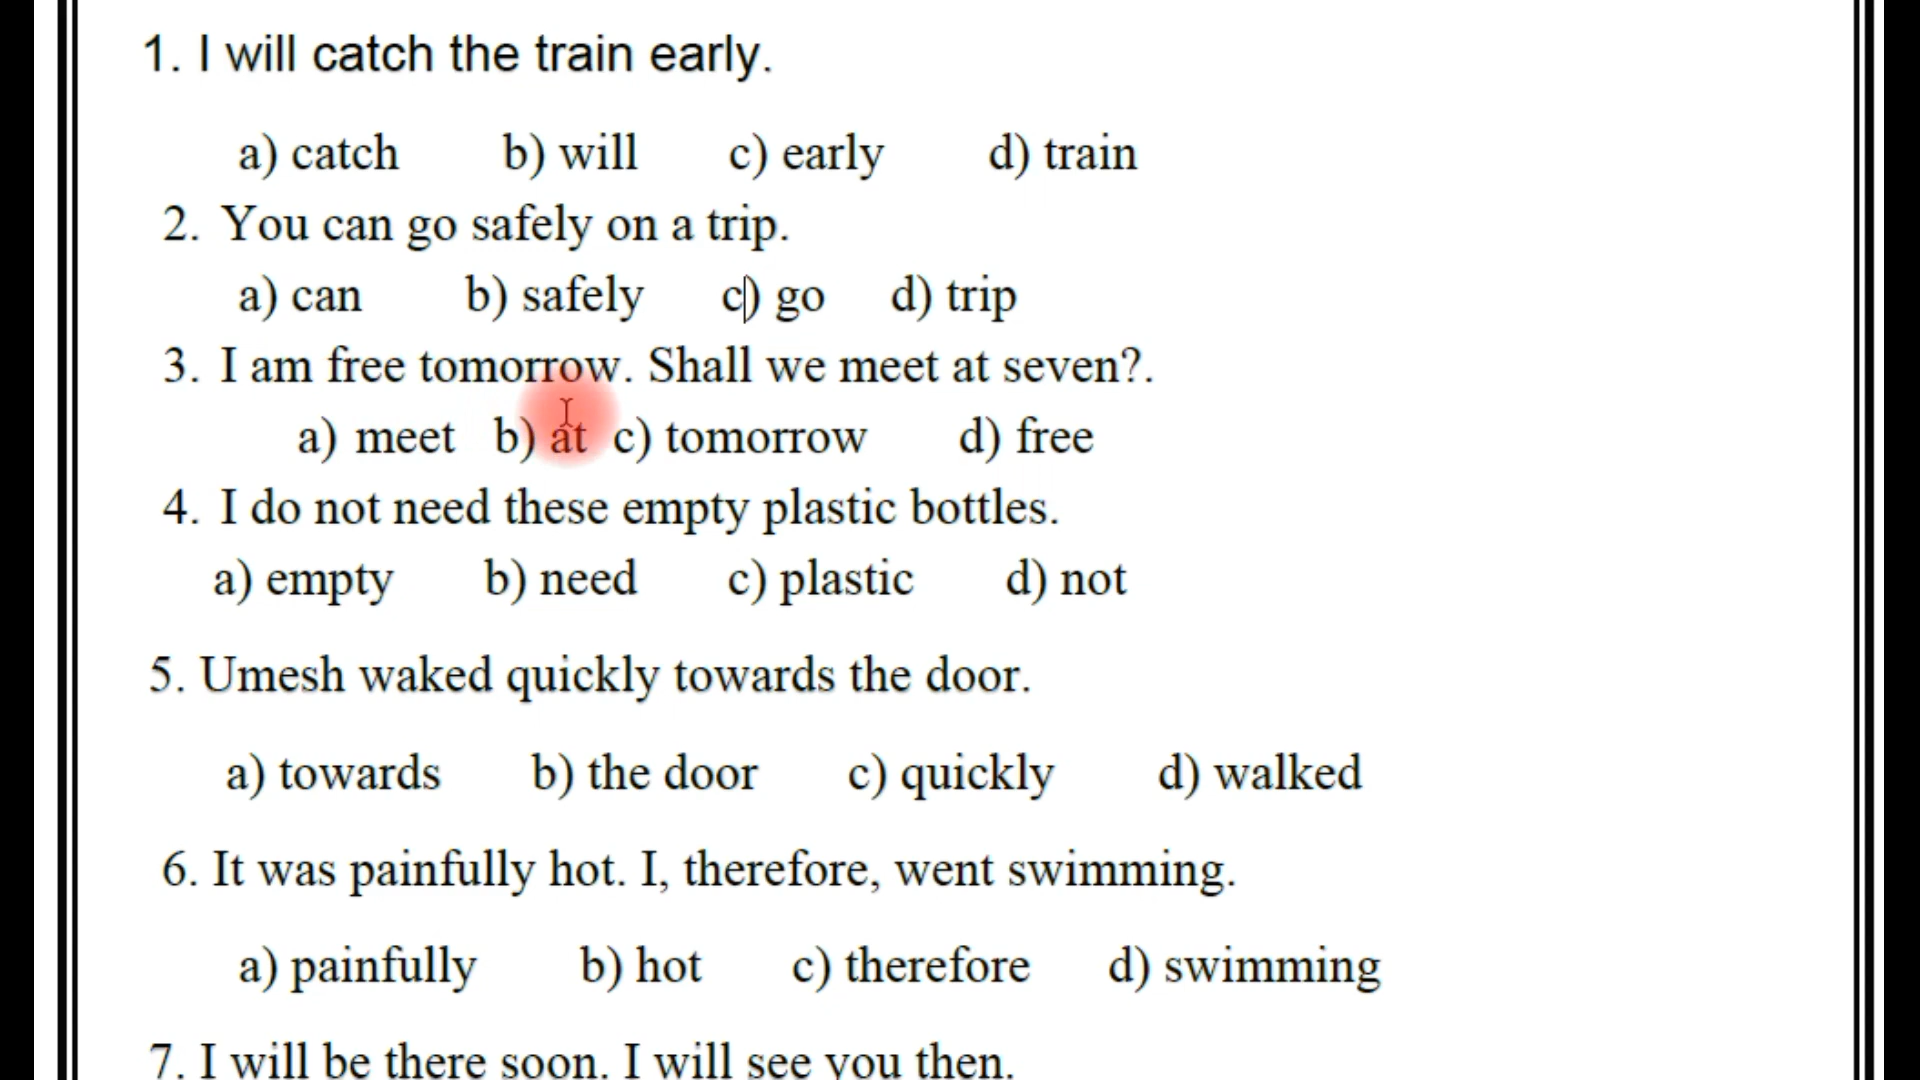 1. I will catch the train early.
a) catch b) will c) early d) train
2. You can go safely on a trip.
a) can b) safely c) go d) trip
3. I am free tomorrow. Shall we meet at seven?.
a) meet b) at c) tomorrow d) free
4. I do not need these empty plastic bottles.
a) empty b) need c) plastic d) not
5. Umesh waked quickly towards the door.
a) towards b) the door c) quickly d) walked
6. It was painfully hot. I, therefore, went swimming.
a) painfully b) hot c) therefore d) swimming
7. I will be there soon. I will see you then.